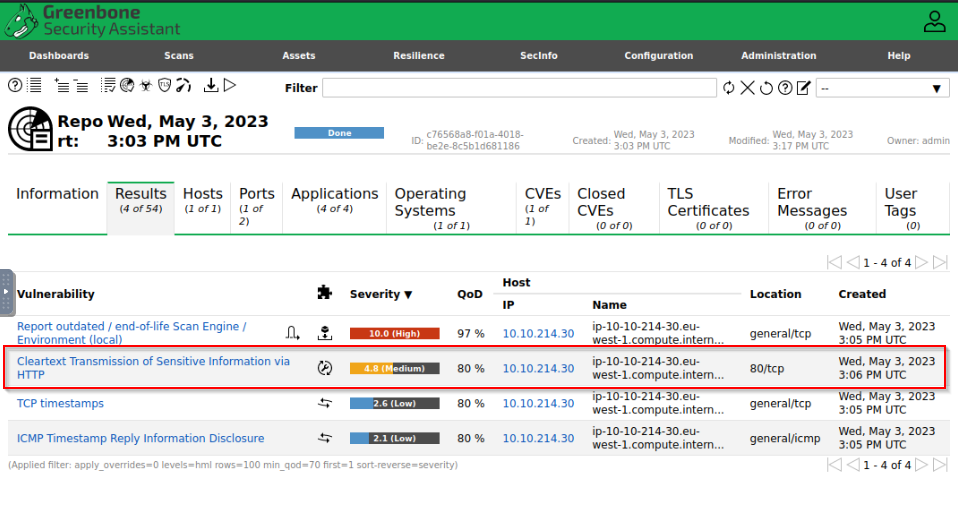 Greenbone
Security Assistant
Dashboards Scans Assets Resilience SecInfo Configuration Administration Help
Filter --
Repo Wed, May 3, 2023
rt: 3:03 PM UTC
Done
ID: c76568a8-f01a-4018-
be2e-8c5b1d681186
Created: Wed, May 3, 2023
3:03 PM UTC
Modified: Wed, May 3, 2023
3:17 PM UTC
Owner: admin
Information
Results
(4 of 54)
Hosts
(1 of 1)
Ports
(1 of
2)
Applications
(4 of 4)
Operating
Systems
(1 of 1)
CVEs
(1 of
1)
Closed
CVEs
(0 of 0)
TLS
Certificates
(0 of 0)
Error
Messages
(0 of 0)
User
Tags
(0)
1 - 4 of 4
Vulnerability Severity ▼ QoD Host Location Created
IP Name
Report outdated / end-of-life Scan Engine /
Environment (local)
10.0 (High) 97 % 10.10.214.30
ip-10-10-214-30.eu-
west-1.compute.intern...
general/tcp
Wed, May 3, 2023
3:05 PM UTC
Cleartext Transmission of Sensitive Information via
HTTP
4.8 (Medium) 80 % 10.10.214.30
ip-10-10-214-30.eu-
west-1.compute.intern...
80/tcp
Wed, May 3, 2023
3:06 PM UTC
TCP timestamps
2.6 (Low) 80 % 10.10.214.30
ip-10-10-214-30.eu-
west-1.compute.intern...
general/tcp
Wed, May 3, 2023
3:05 PM UTC
ICMP Timestamp Reply Information Disclosure
2.1 (Low) 80 % 10.10.214.30
ip-10-10-214-30.eu-
west-1.compute.intern...
general/icmp
Wed, May 3, 2023
3:05 PM UTC
(Applied filter: apply_overrides=0 levels=hml rows=100 min_qod=70 first=1 sort-reverse=severity)
1 - 4 of 4